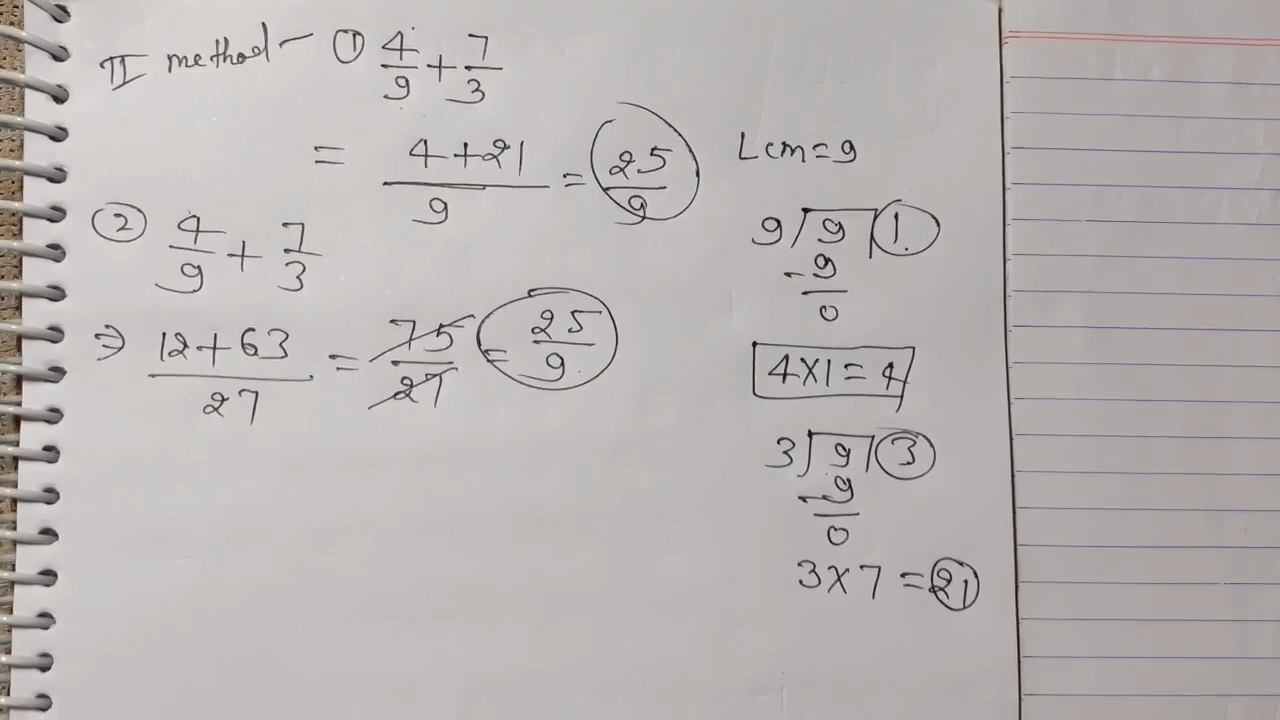 II method - ① 4/9 + 7/3
= 4+21/9 = 25/9
② 4/9 + 7/3
⇒ 12+63/27 = 75/27 = 25/9
Lcm=9
9)9(1
-9
0
4×1=4
3)9(3
-9
0
3×7=21